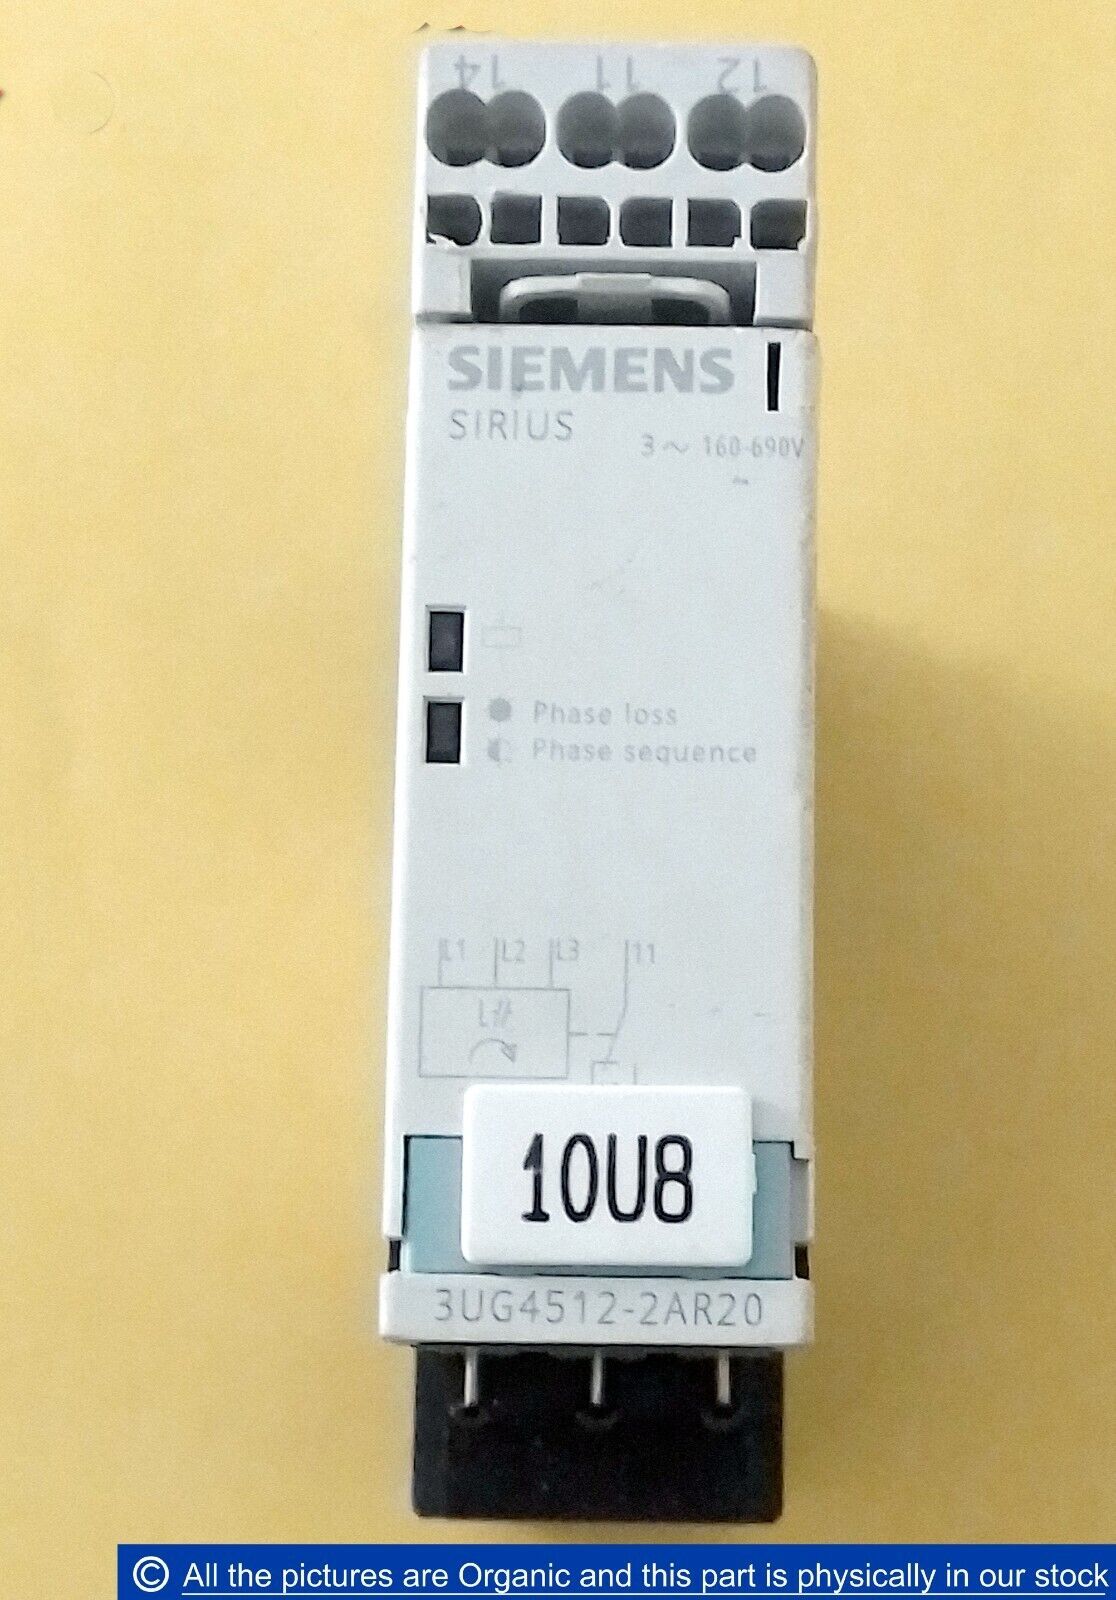 14 11 12
SIEMENS
SIRIUS
3 ~ 160-690V
Phase loss
Phase sequence
L1 L2 L3 11
L
10U8
3UG4512-2AR20
© All the pictures are Organic and this part is physically in our stock